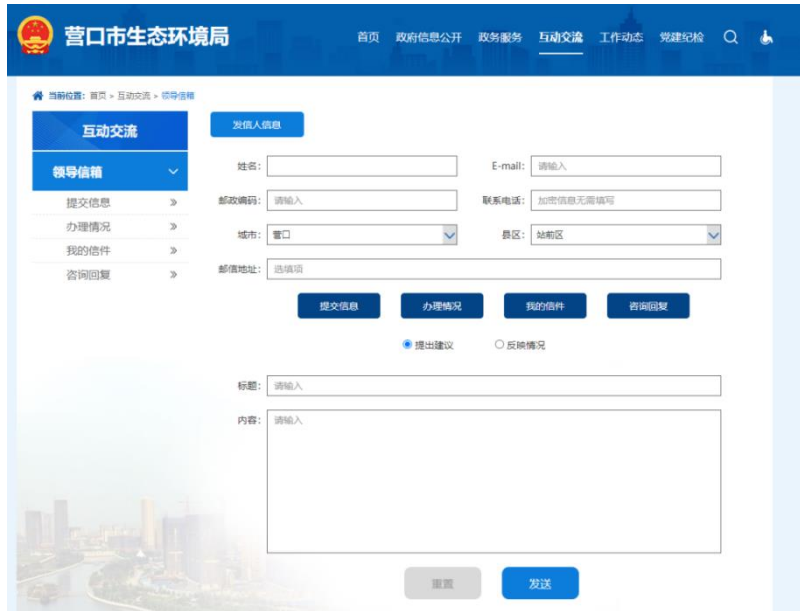 营口市生态环境局
首页 政府信息公开 政务服务 互动交流 工作动态 党建纪检
当前位置：首页 > 互动交流 > 领导信箱
互动交流
领导信箱
提交信息
办理情况
我的信件
咨询回复
发信人信息
姓名： E-mail： 请输入
邮政编码： 请输入 联系电话： 加密信息无需填写
城市： 营口 县区： 站前区
邮信地址： 选填项
提交信息 办理情况 我的信件 咨询回复
提出建议 反映情况
标题： 请输入
内容： 请输入
重置 发送